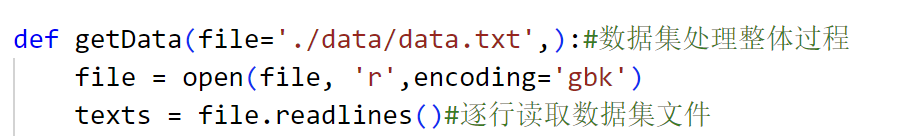 def getData(file='./data/data.txt',):#数据集处理整体过程
    file = open(file, 'r',encoding='gbk')
    texts = file.readlines()#逐行读取数据集文件